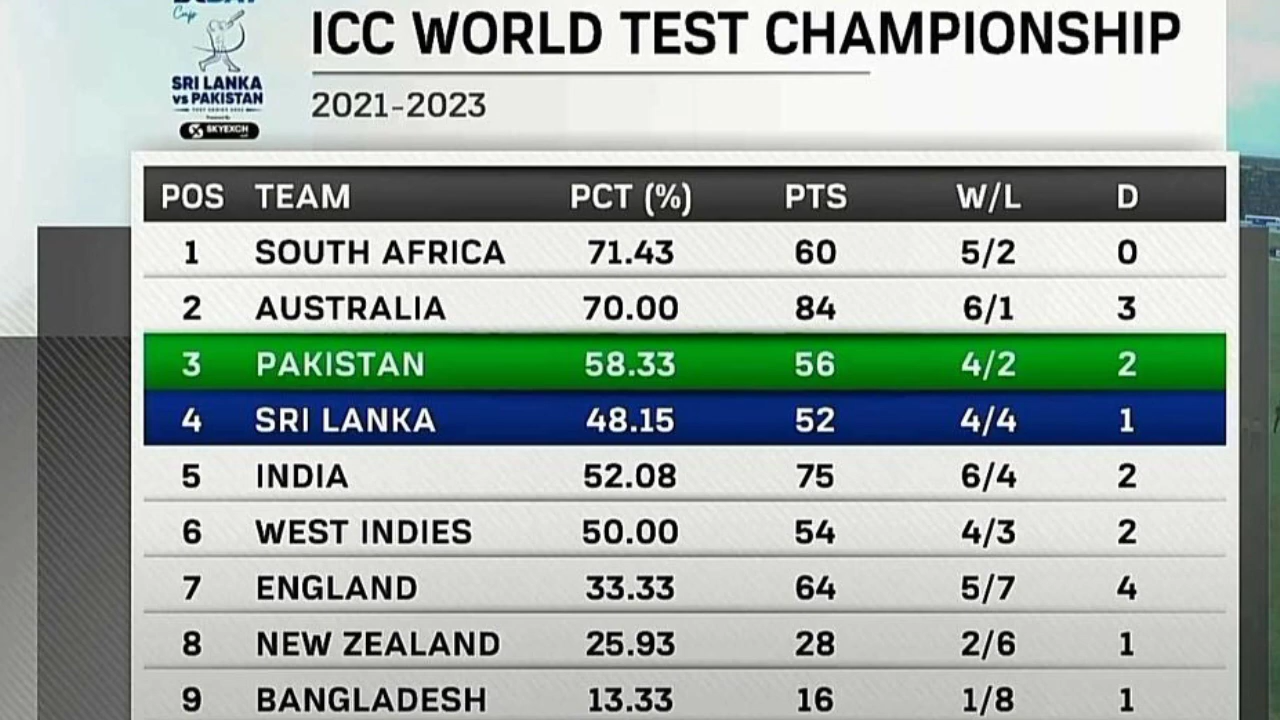 Cup
SRI LANKA
vs PAKISTAN
SKYEXCH
ICC WORLD TEST CHAMPIONSHIP
2021-2023
POS TEAM PCT (%) PTS W/L D
1 SOUTH AFRICA 71.43 60 5/2 0
2 AUSTRALIA 70.00 84 6/1 3
3 PAKISTAN 58.33 56 4/2 2
4 SRI LANKA 48.15 52 4/4 1
5 INDIA 52.08 75 6/4 2
6 WEST INDIES 50.00 54 4/3 2
7 ENGLAND 33.33 64 5/7 4
8 NEW ZEALAND 25.93 28 2/6 1
9 BANGLADESH 13.33 16 1/8 1